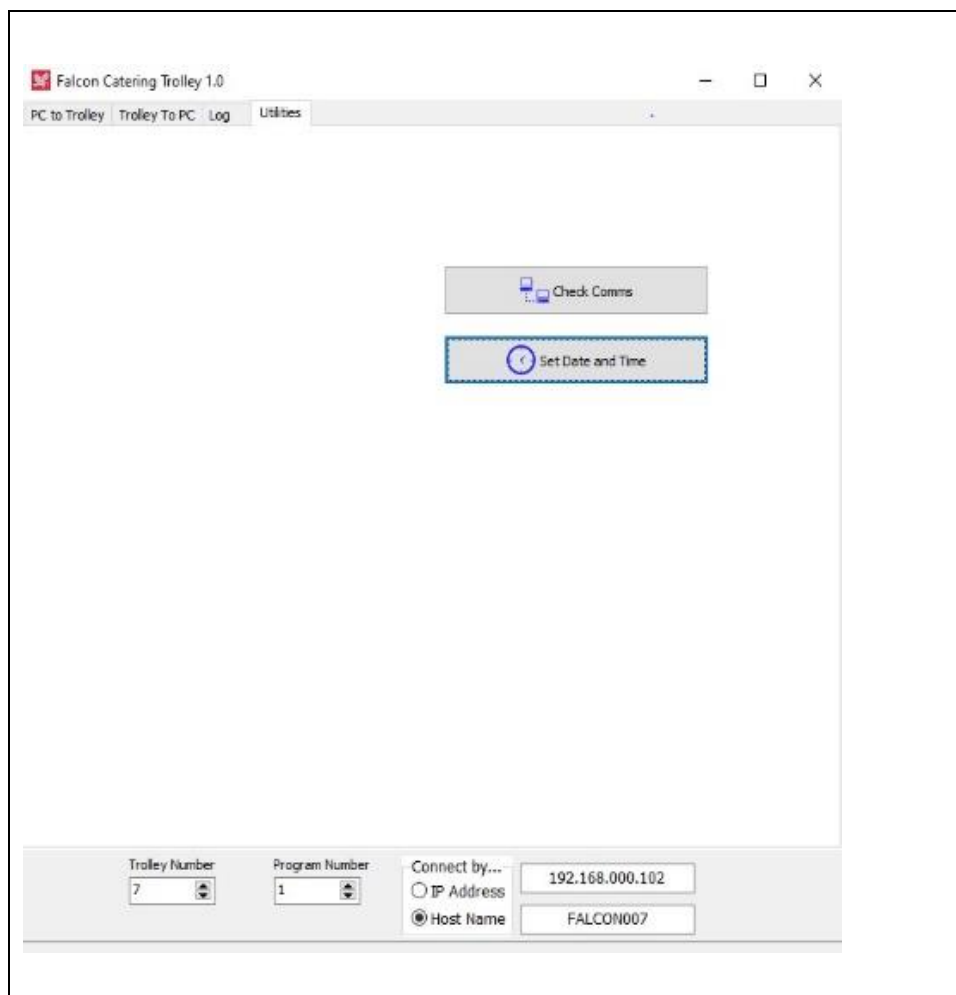 Falcon Catering Trolley 1.0
PC to Trolley Trolley To PC Log Utilities
Check Comms
Set Date and Time
Trolley Number
7
Program Number
1
Connect by...
IP Address
Host Name
192.168.000.102
FALCON007